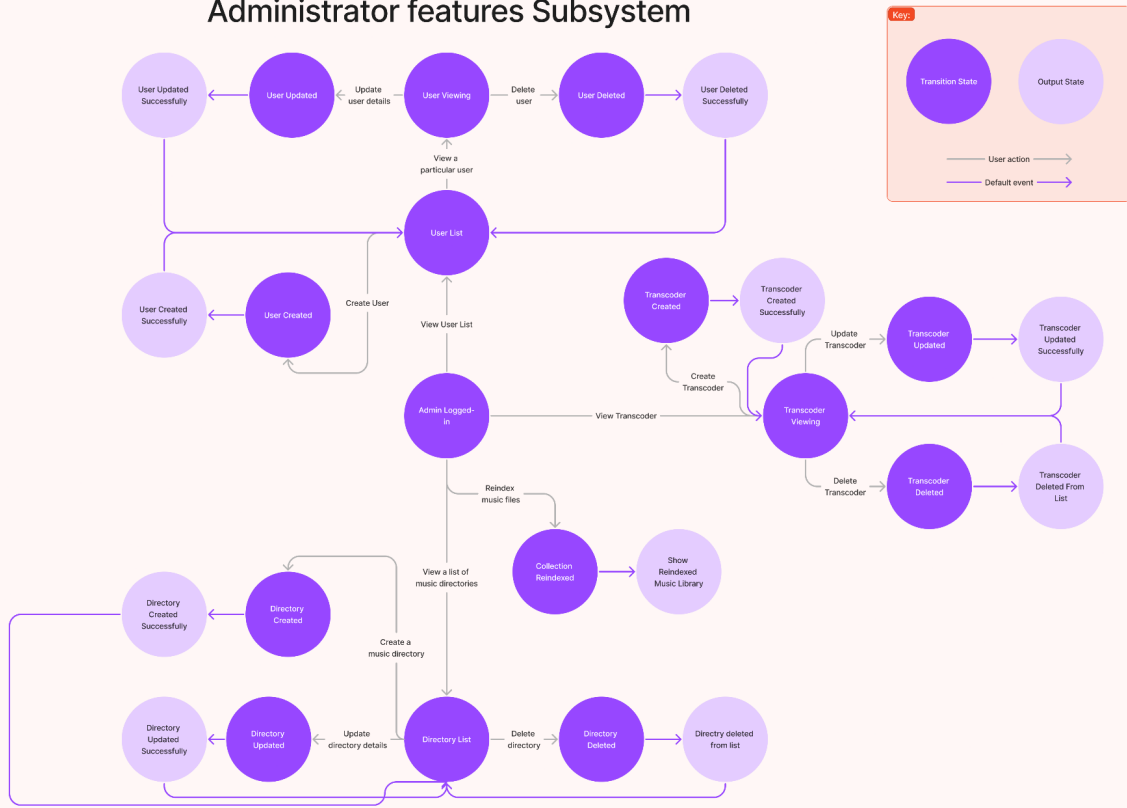 Administrator features Subsystem
Key:
Transition State
Output State
User action
Default event
User Updated
Successfully
User Updated
Update
user details
User Viewing
Delete
user
User Deleted
User Deleted
Successfully
View a
particular user
User List
User Created
Successfully
User Created
Create User
View User List
Transcoder
Created
Transcoder
Created
Successfully
Update
Transcoder
Transcoder
Updated
Transcoder
Updated
Successfully
Create
Transcoder
Admin Logged-
in
View Transcoder
Transcoder
Viewing
Delete
Transcoder
Transcoder
Deleted
Transcoder
Deleted From
List
Reindex
music files
Collection
Reindexed
Show
Reindexed
Music Library
View a list of
music directories
Directory
Created
Successfully
Directory
Created
Create a
music directory
Directory
Updated
Successfully
Directory
Updated
Update
directory details
Directory List
Delete
directory
Directory
Deleted
Directry deleted
from list